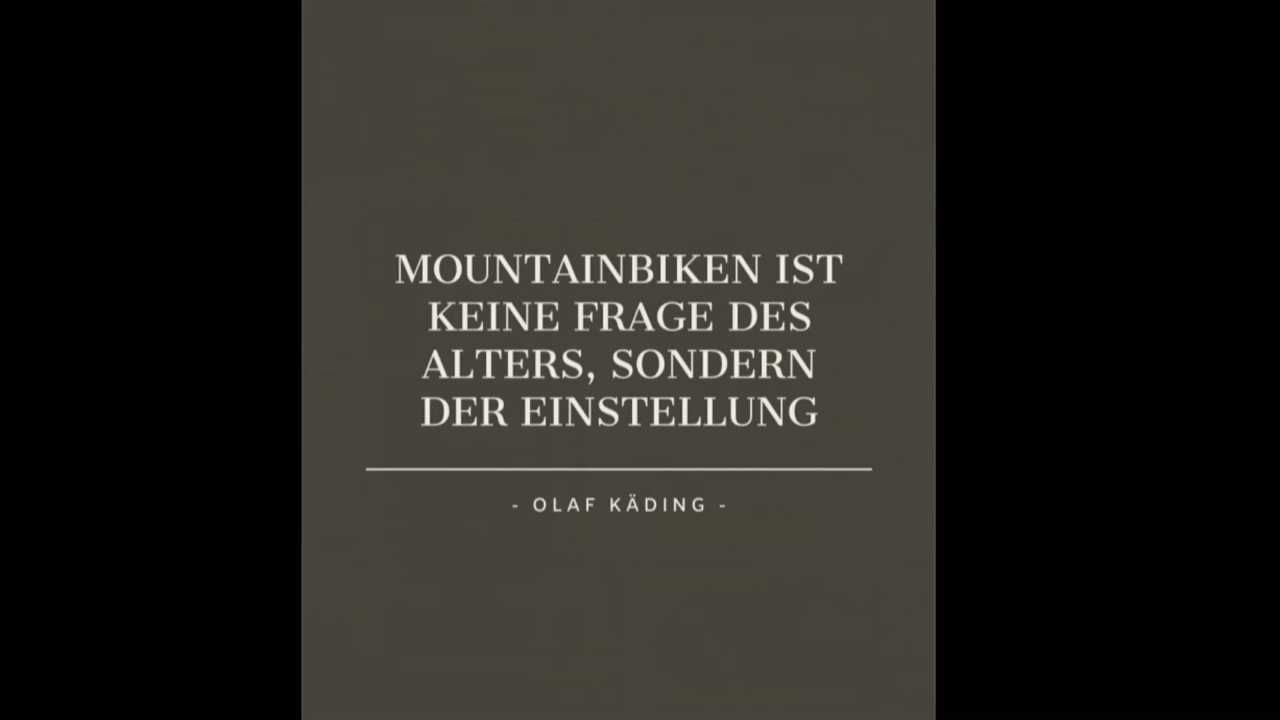 MOUNTAINBIKEN IST
KEINE FRAGE DES
ALTERS, SONDERN
DER EINSTELLUNG
- OLAF KÄDING -